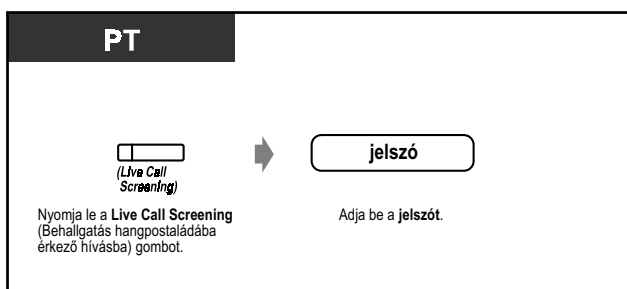 PT
jelszó
(Live Call
Screening)
Nyomja le a Live Call Screening
(Behallgatás hangpostaládába
érkező hívásba) gombot.
Adja be a jelszót.